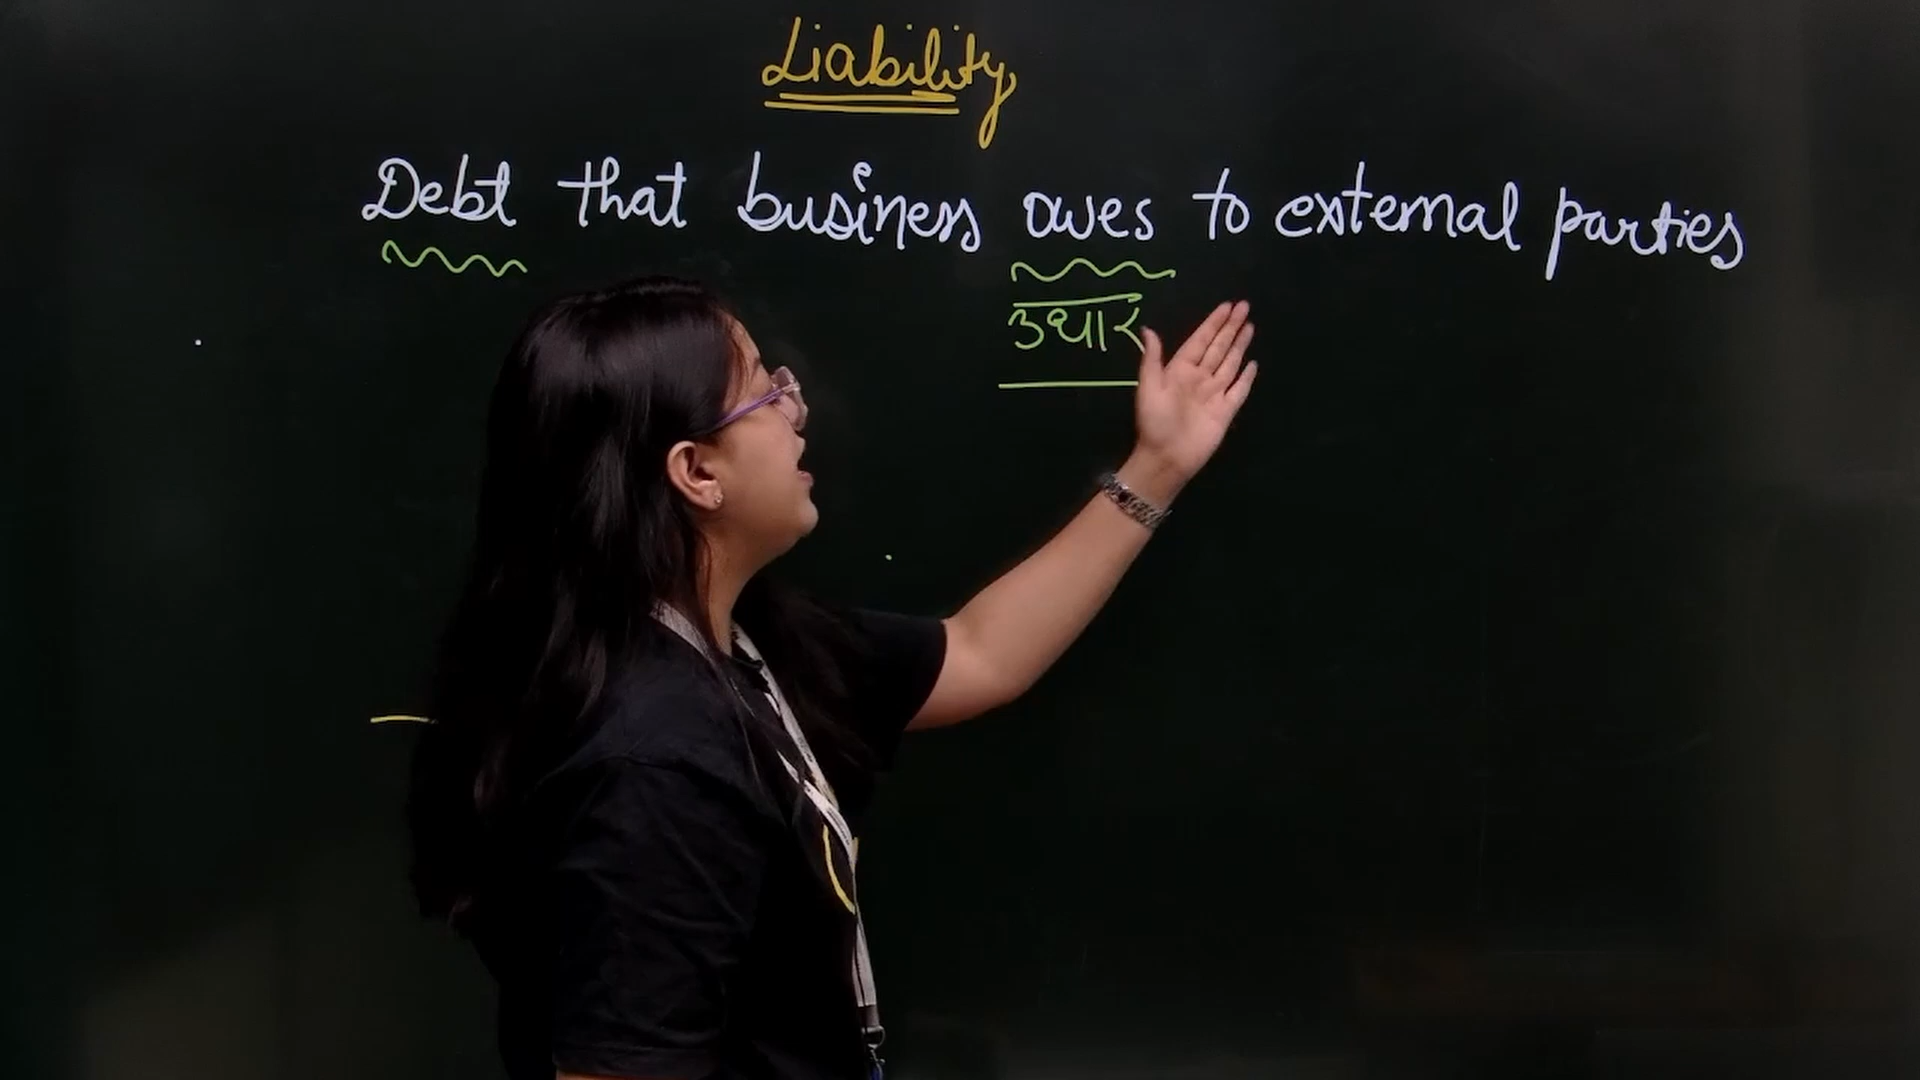 Liability
Debt that business owes to external parties
उधार